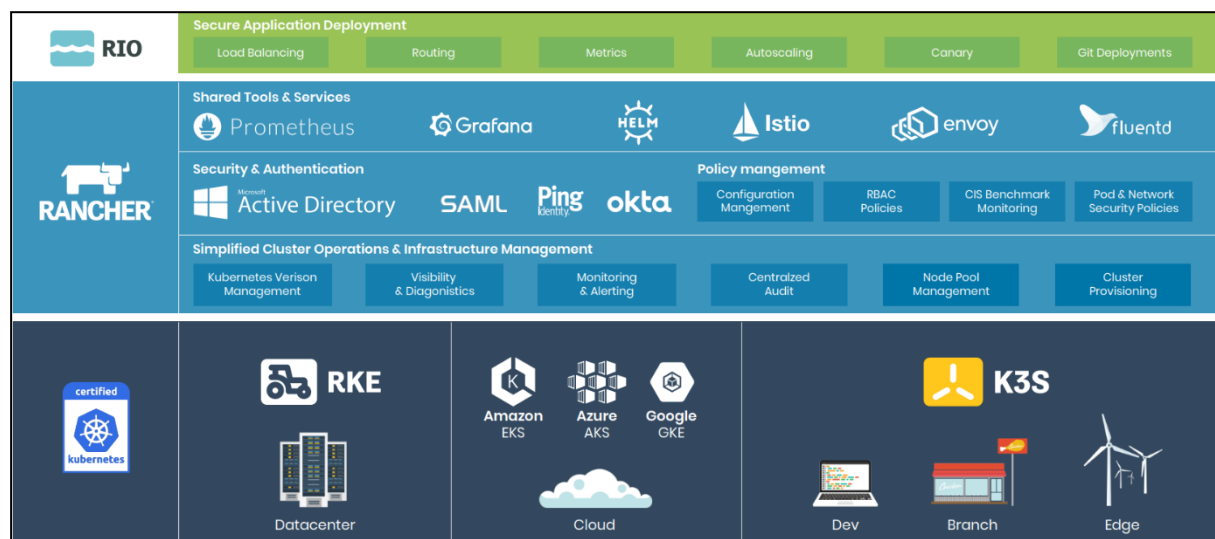 RIO
Secure Application Deployment
Load Balancing
Routing
Metrics
Autoscaling
Canary
Git Deployments
RANCHER
Shared Tools & Services
Prometheus
Grafana
HELM
Istio
envoy
fluentd
Security & Authentication
Microsoft
Active Directory
SAML
Ping
Identity
okta
Policy mangement
Configuration
Mangement
RBAC
Policies
CIS Benchmark
Monitoring
Pod & Network
Security Policies
Simplified Cluster Operations & Infrastructure Management
Kubernetes Verison
Management
Visibility
& Diagonistics
Monitoring
& Alerting
Centralzed
Audit
Node Pool
Management
Cluster
Provisioning
certified
kubernetes
RKE
Datacenter
K
Amazon
EKS
Azure
AKS
Google
GKE
Cloud
K3S
Dev
Branch
Edge